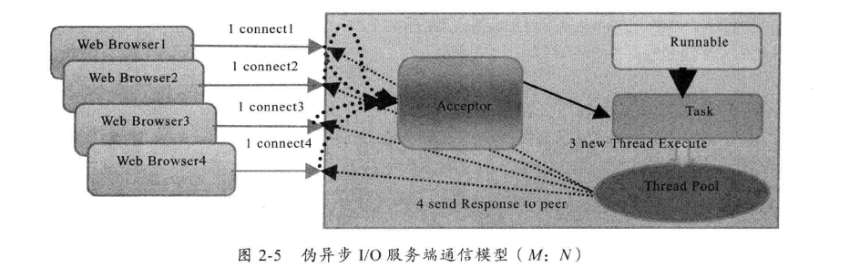 Web Browser1
1 connect1
Web Browser2
1 connect2
Web Browser3
1 connect3
Web Browser4
1 connect4
Acceptor
Runnable
Task
3 new Thread Execute
Thread Pool
4 send Response to peer
图 2-5 伪异步 I/O 服务端通信模型（M：N）